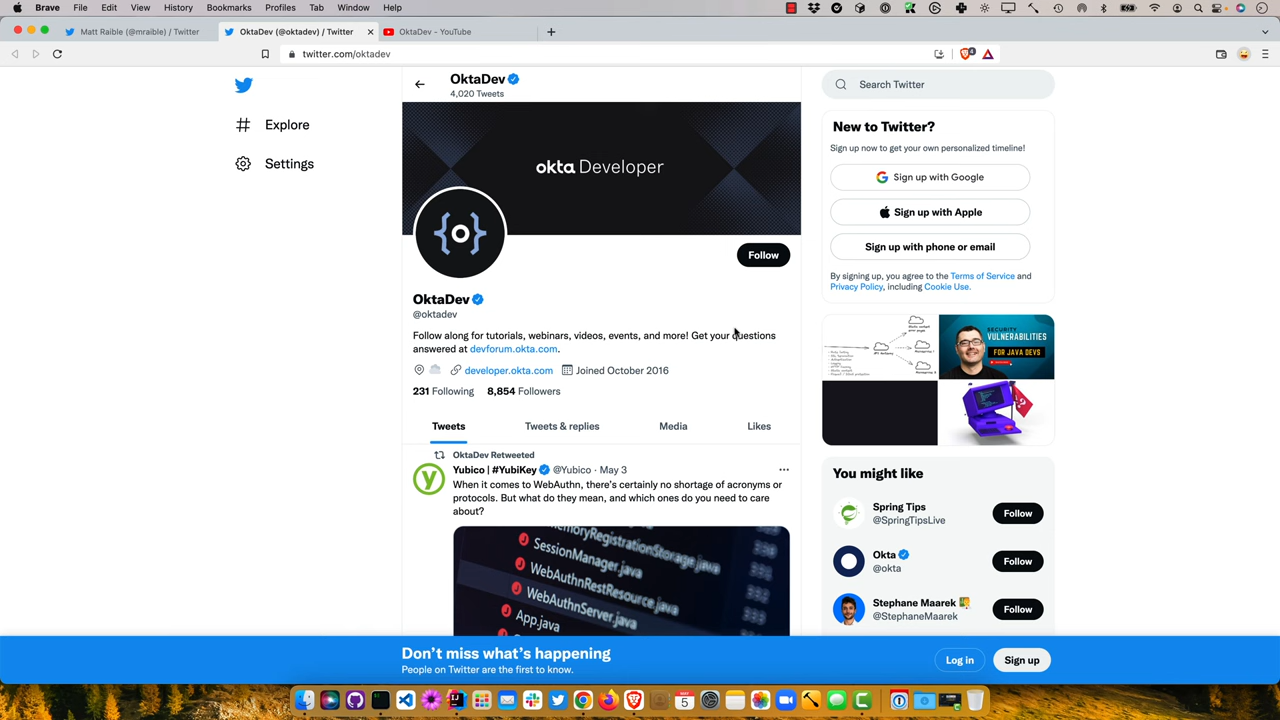 Brave File Edit View History Bookmarks Profiles Tab Window Help
Matt Raible (@mraible) / Twitter
OktaDev (@oktadev) / Twitter
OktaDev - YouTube
twitter.com/oktadev
4
OktaDev
4,020 Tweets
Explore
Settings
okta Developer
Follow
OktaDev
@oktadev
Follow along for tutorials, webinars, videos, events, and more! Get your questions
answered at devforum.okta.com.
developer.okta.com Joined October 2016
231 Following 8,854 Followers
Tweets Tweets & replies Media Likes
OktaDev Retweeted
Yubico | #YubiKey @Yubico · May 3
When it comes to WebAuthn, there's certainly no shortage of acronyms or
protocols. But what do they mean, and which ones do you need to care
about?
SessionManager.java
WebAuthnRestResource.java
WebAuthnServer.java
App.java
Search Twitter
New to Twitter?
Sign up now to get your own personalized timeline!
Sign up with Google
Sign up with Apple
Sign up with phone or email
By signing up, you agree to the Terms of Service and
Privacy Policy, including Cookie Use.
SECURITY
VULNERABILITIES
FOR JAVA DEVS
You might like
Spring Tips
@SpringTipsLive
Follow
Okta
@okta
Follow
Stephane Maarek
@StephaneMaarek
Follow
Don't miss what's happening
People on Twitter are the first to know.
Log in
Sign up
5